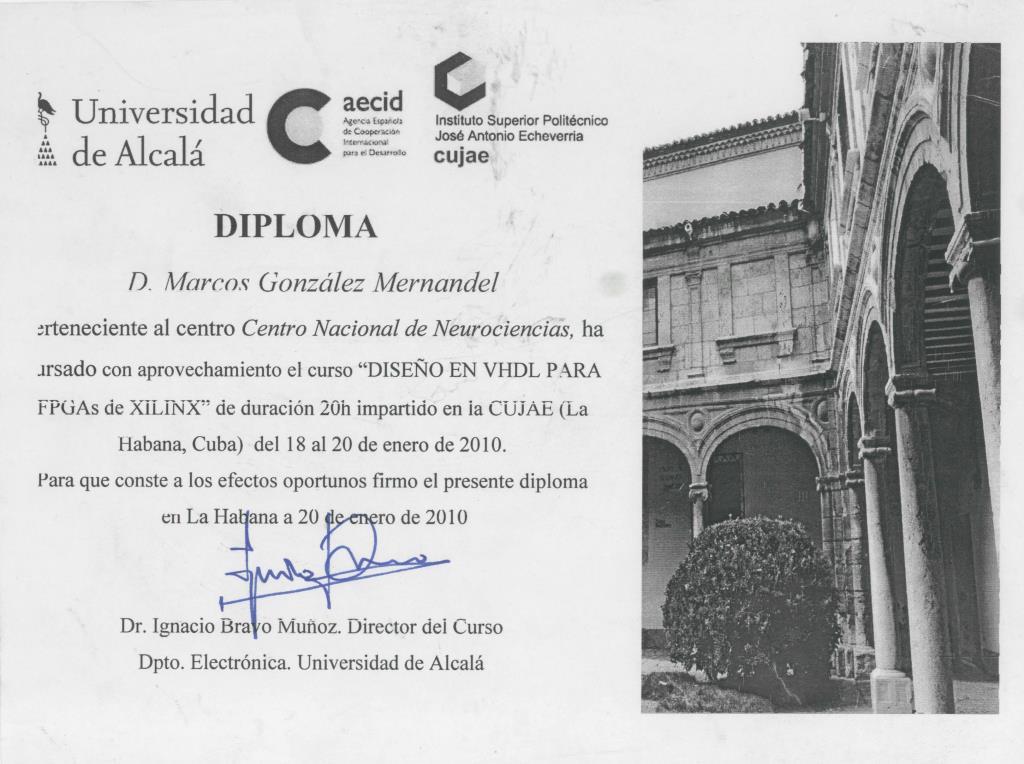 Universidad
de Alcalá
aecid
Agencia Española
de Cooperación
Internacional
para el Desarrollo
Instituto Superior Politécnico
José Antonio Echeverria
cujae
DIPLOMA
D. Marcos González Mernandel
erteneciente al centro Centro Nacional de Neurociencias, ha
ursado con aprovechamiento el curso “DISEÑO EN VHDL PARA
FPGAs de XILINX” de duración 20h impartido en la CUJAE (La
Habana, Cuba) del 18 al 20 de enero de 2010.
Para que conste a los efectos oportunos firmo el presente diploma
en La Habana a 20 de enero de 2010
Dr. Ignacio Bravo Muñoz. Director del Curso
Dpto. Electrónica. Universidad de Alcalá